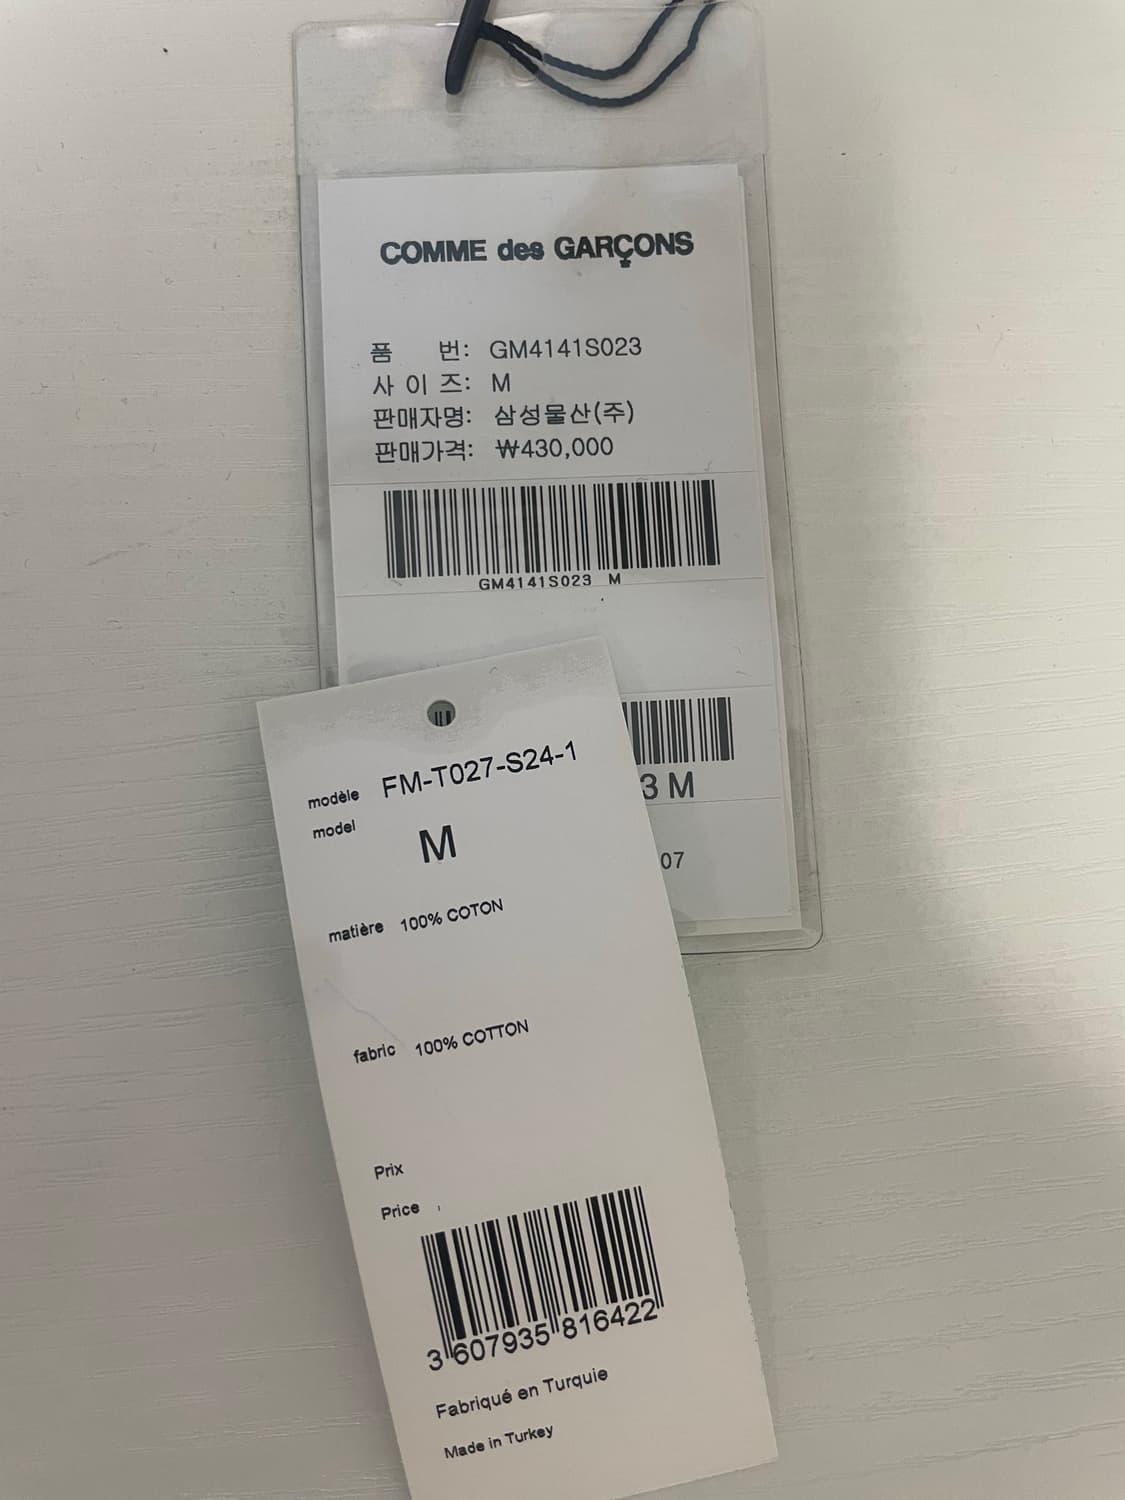 COMME des GARÇONS
품 번: GM4141S023
사 이 즈: M
판매자명: 삼성물산(주)
판매가격: ₩430,000
GM4141S023 M
3 M
07
modèle FM-T027-S24-1
model
M
matière 100% COTON
fabric 100% COTTON
Prix
Price
3 607935 816422
Fabriqué en Turquie
Made in Turkey